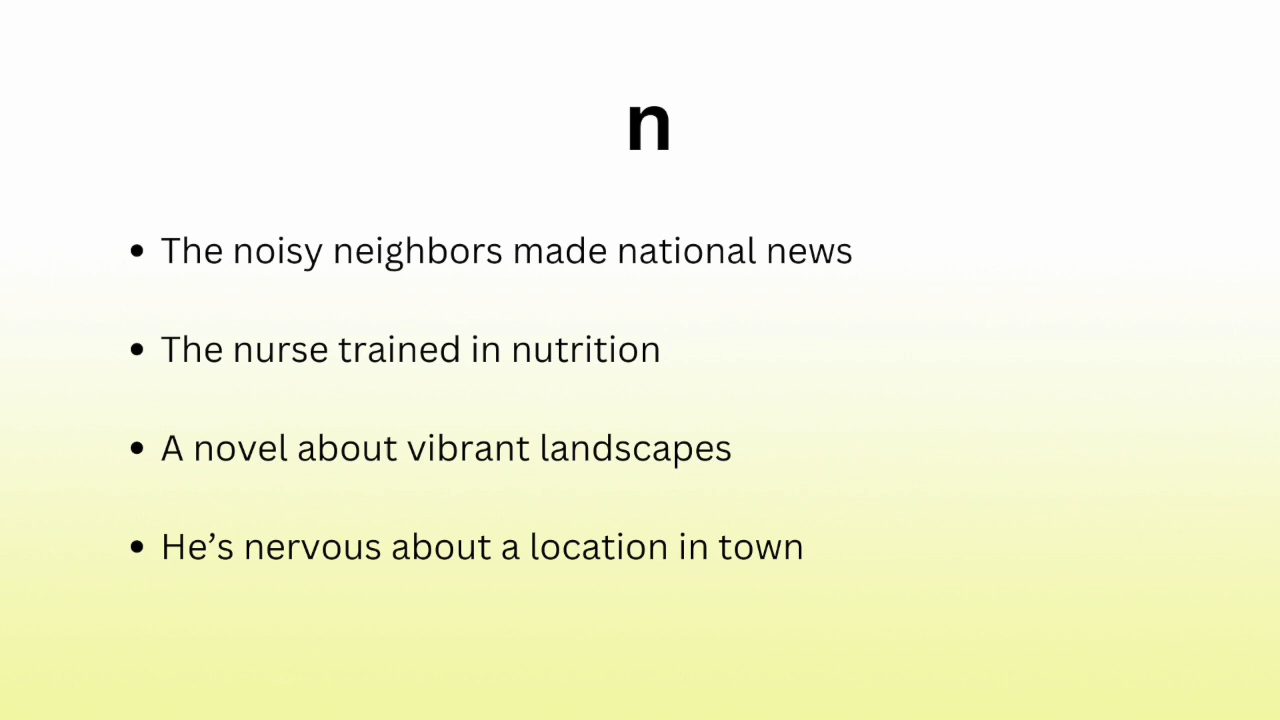 n
• The noisy neighbors made national news
• The nurse trained in nutrition
• A novel about vibrant landscapes
• He’s nervous about a location in town